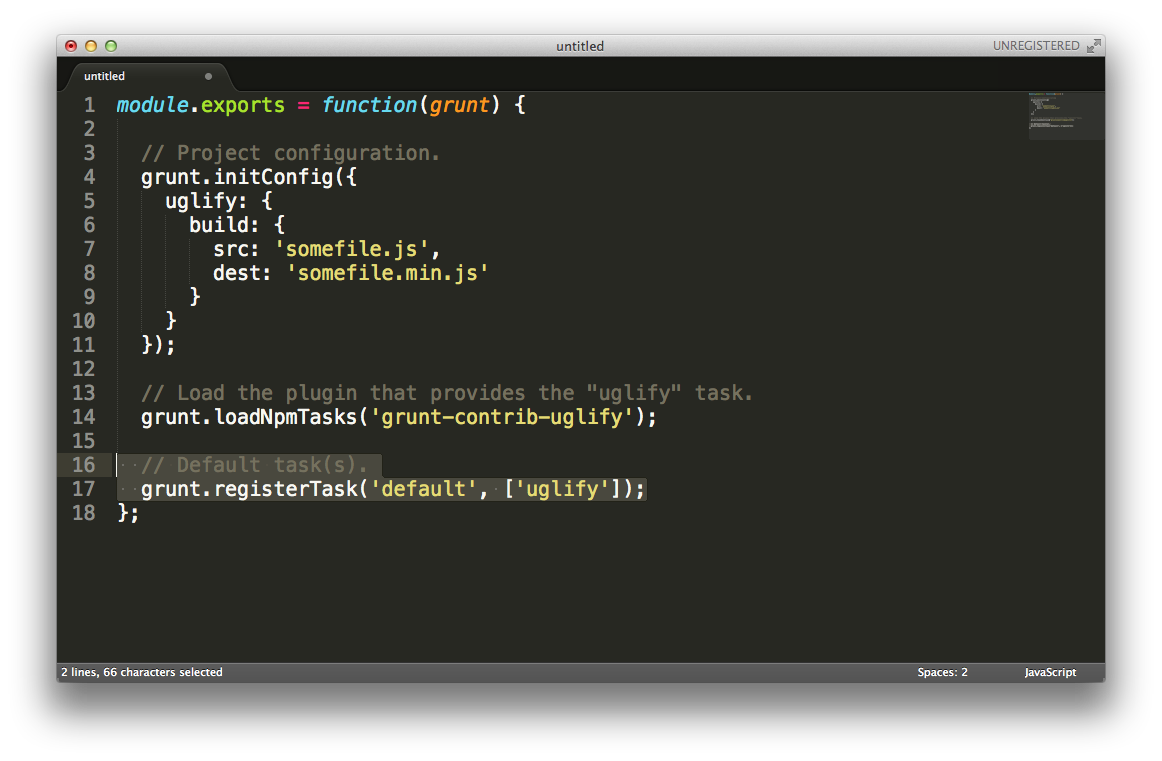 untitled
UNREGISTERED
untitled
1 module.exports = function(grunt) {
2
3   // Project configuration.
4   grunt.initConfig({
5     uglify: {
6       build: {
7         src: 'somefile.js',
8         dest: 'somefile.min.js'
9       }
10     }
11   });
12
13   // Load the plugin that provides the "uglify" task.
14   grunt.loadNpmTasks('grunt-contrib-uglify');
15
16   // Default task(s).
17   grunt.registerTask('default', ['uglify']);
18 };
2 lines, 66 characters selected
Spaces: 2
JavaScript